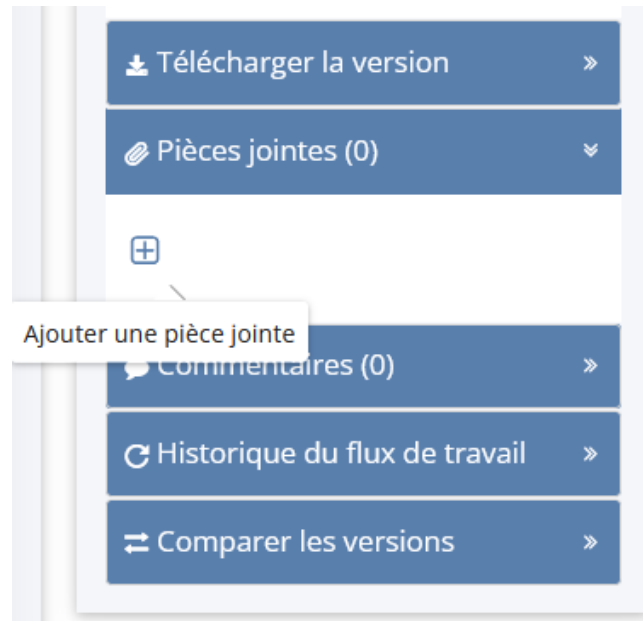 Télécharger la version
Pièces jointes (0)
Ajouter une pièce jointe
Commentaires (0)
Historique du flux de travail
Comparer les versions